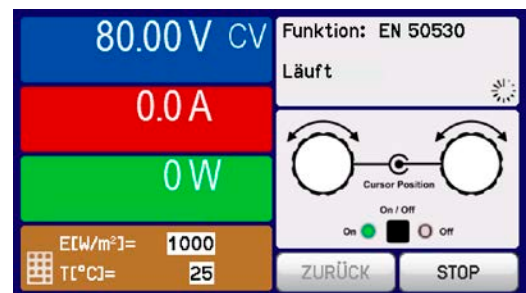 80.00 V CV
0.0 A
0 W
E[W/m²]= 1000
T[°C]= 25
Funktion: EN 50530
Läuft
Cursor Position
On / Off
On Off
ZURÜCK STOP